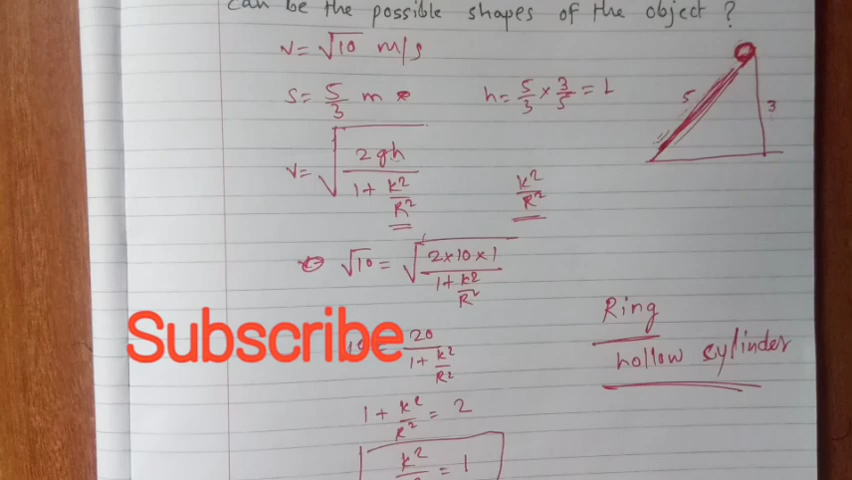 can be the possible shapes of the object ?
v = √10 m/s
s = 5/3 m
h = 5/3 × 3/5 = 1
5
3
v = √(2gh / (1 + K²/R²))
K²/R²
√10 = √(2×10×1 / (1 + K²/R²))
Ring
hollow cylinder
Subscribe
20 / (1 + K²/R²)
1 + K²/R² = 2
K² = 1